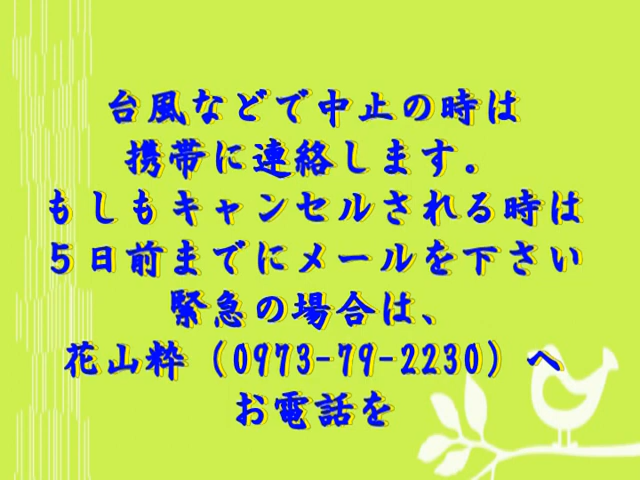 台風などで中止の時は
携帯に連絡します。
もしもキャンセルされる時は
５日前までにメールを下さい
緊急の場合は、
花山粋（0973-79-2230）へ
お電話を